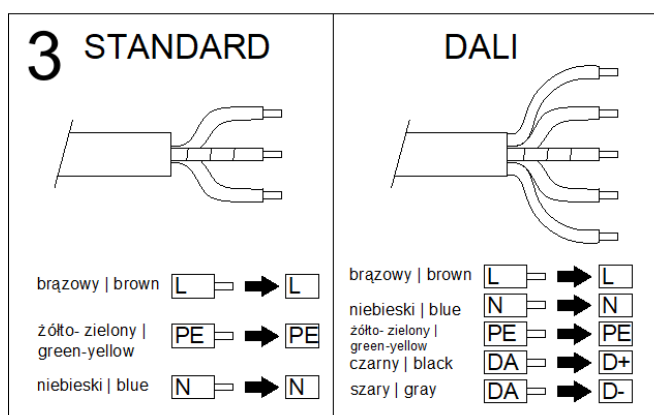 3 STANDARD
brązowy | brown L L
żółto- zielony |
green-yellow PE PE
niebieski | blue N N
DALI
brązowy | brown L L
niebieski | blue N N
żółto- zielony |
green-yellow PE PE
czarny | black DA D+
szary | gray DA D-